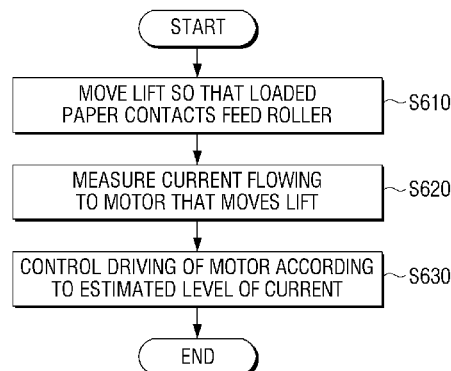 START
MOVE LIFT SO THAT LOADED
PAPER CONTACTS FEED ROLLER
S610
MEASURE CURRENT FLOWING
TO MOTOR THAT MOVES LIFT
S620
CONTROL DRIVING OF MOTOR ACCORDING
TO ESTIMATED LEVEL OF CURRENT
S630
END